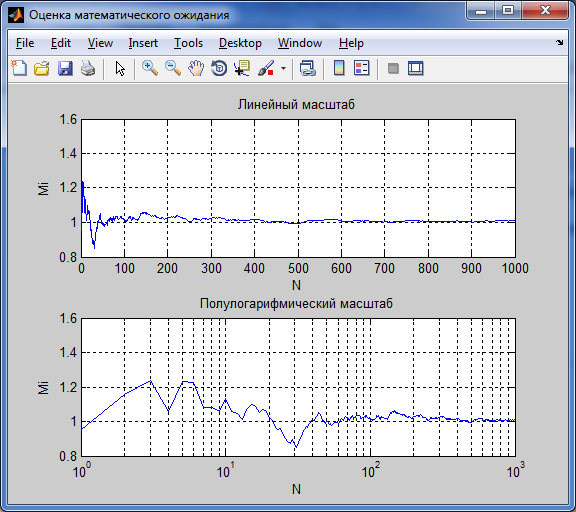 Оценка математического ожидания
File Edit View Insert Tools Desktop Window Help
Линейный масштаб
1.6
1.4
1.2
1
0.8
Mi
0 100 200 300 400 500 600 700 800 900 1000
N
Полулогарифмический масштаб
1.6
1.4
1.2
1
0.8
Mi
10^0 10^1 10^2 10^3
N